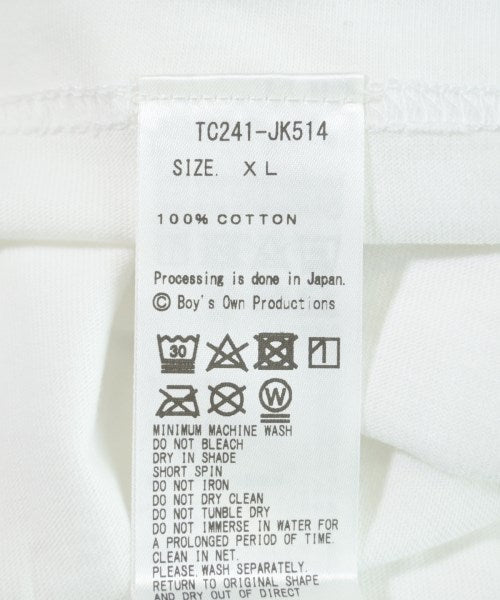 TC241-JK514
SIZE. XL
100% COTTON
Processing is done in Japan.
© Boy's Own Productions
30
W
MINIMUM MACHINE WASH
DO NOT BLEACH
DRY IN SHADE
SHORT SPIN
DO NOT IRON
DO NOT DRY CLEAN
DO NOT TUMBLE DRY
DO NOT IMMERSE IN WATER FOR
A PROLONGED PERIOD OF TIME.
CLEAN IN NET.
PLEASE WASH SEPARATELY.
RETURN TO ORIGINAL SHAPE
AND DRY OUT OF DIRECT